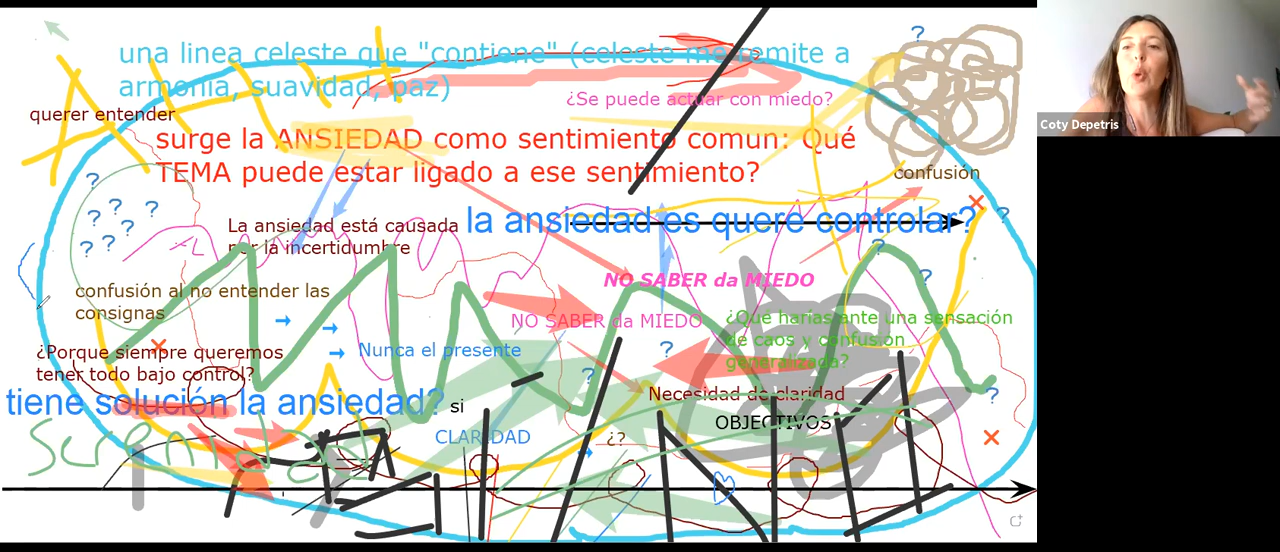 una linea celeste que "contiene" (celeste me remite a
armonía, suavidad, paz)
querer entender
¿Se puede actuar con miedo?
surge la ANSIEDAD como sentimiento comun: Qué
TEMA puede estar ligado a ese sentimiento?
Coty Depetris
confusión
La ansiedad está causada
por la incertidumbre
la ansiedad es querer controlar?
NO SABER da MIEDO
confusión al no entender las
consignas
NO SABER da MIEDO
¿Qué harías ante una sensación
de caos y confusión
generalizada?
¿Porque siempre queremos
tener todo bajo control?
Nunca el presente
Necesidad de claridad
tiene solución la ansiedad?
si
OBJECTIVOS
Serenidad
CLARIDAD
¿?